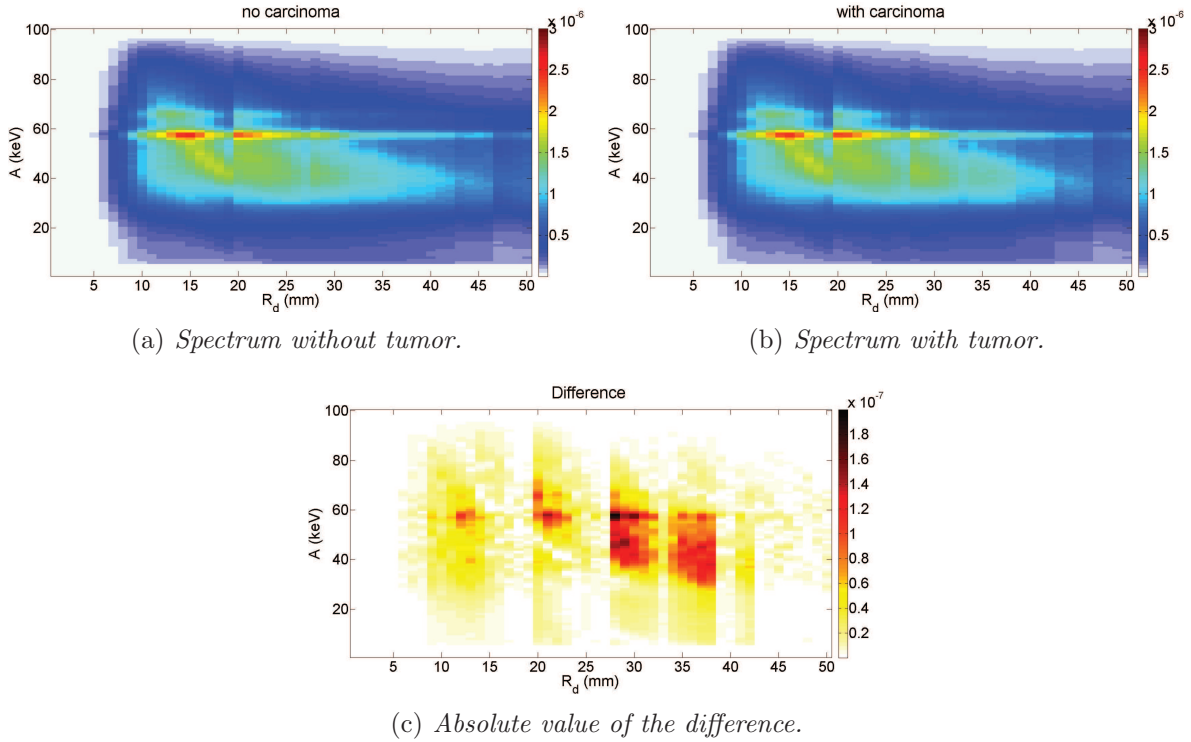 no carcinoma
x 10⁻⁶
100
80
60
40
20
A (keV)
5 10 15 20 25 30 35 40 45 50
R_d (mm)
3
2.5
2
1.5
1
0.5
(a) Spectrum without tumor.
with carcinoma
x 10⁻⁶
100
80
60
40
20
A (keV)
5 10 15 20 25 30 35 40 45 50
R_d (mm)
3
2.5
2
1.5
1
0.5
(b) Spectrum with tumor.
Difference
x 10⁻⁷
100
80
60
40
20
A (keV)
5 10 15 20 25 30 35 40 45 50
R_d (mm)
1.8
1.6
1.4
1.2
1
0.8
0.6
0.4
0.2
(c) Absolute value of the difference.